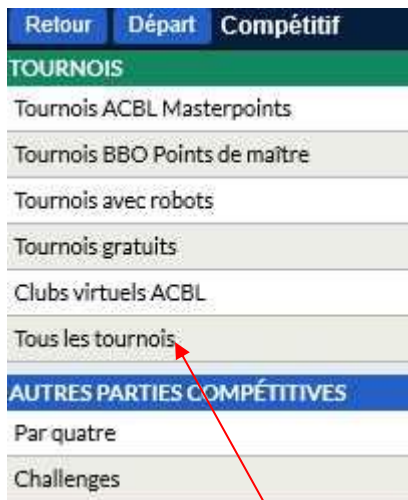 Retour Départ Compétitif
TOURNOIS
Tournois ACBL Masterpoints
Tournois BBO Points de maître
Tournois avec robots
Tournois gratuits
Clubs virtuels ACBL
Tous les tournois
AUTRES PARTIES COMPÉTITIVES
Par quatre
Challenges